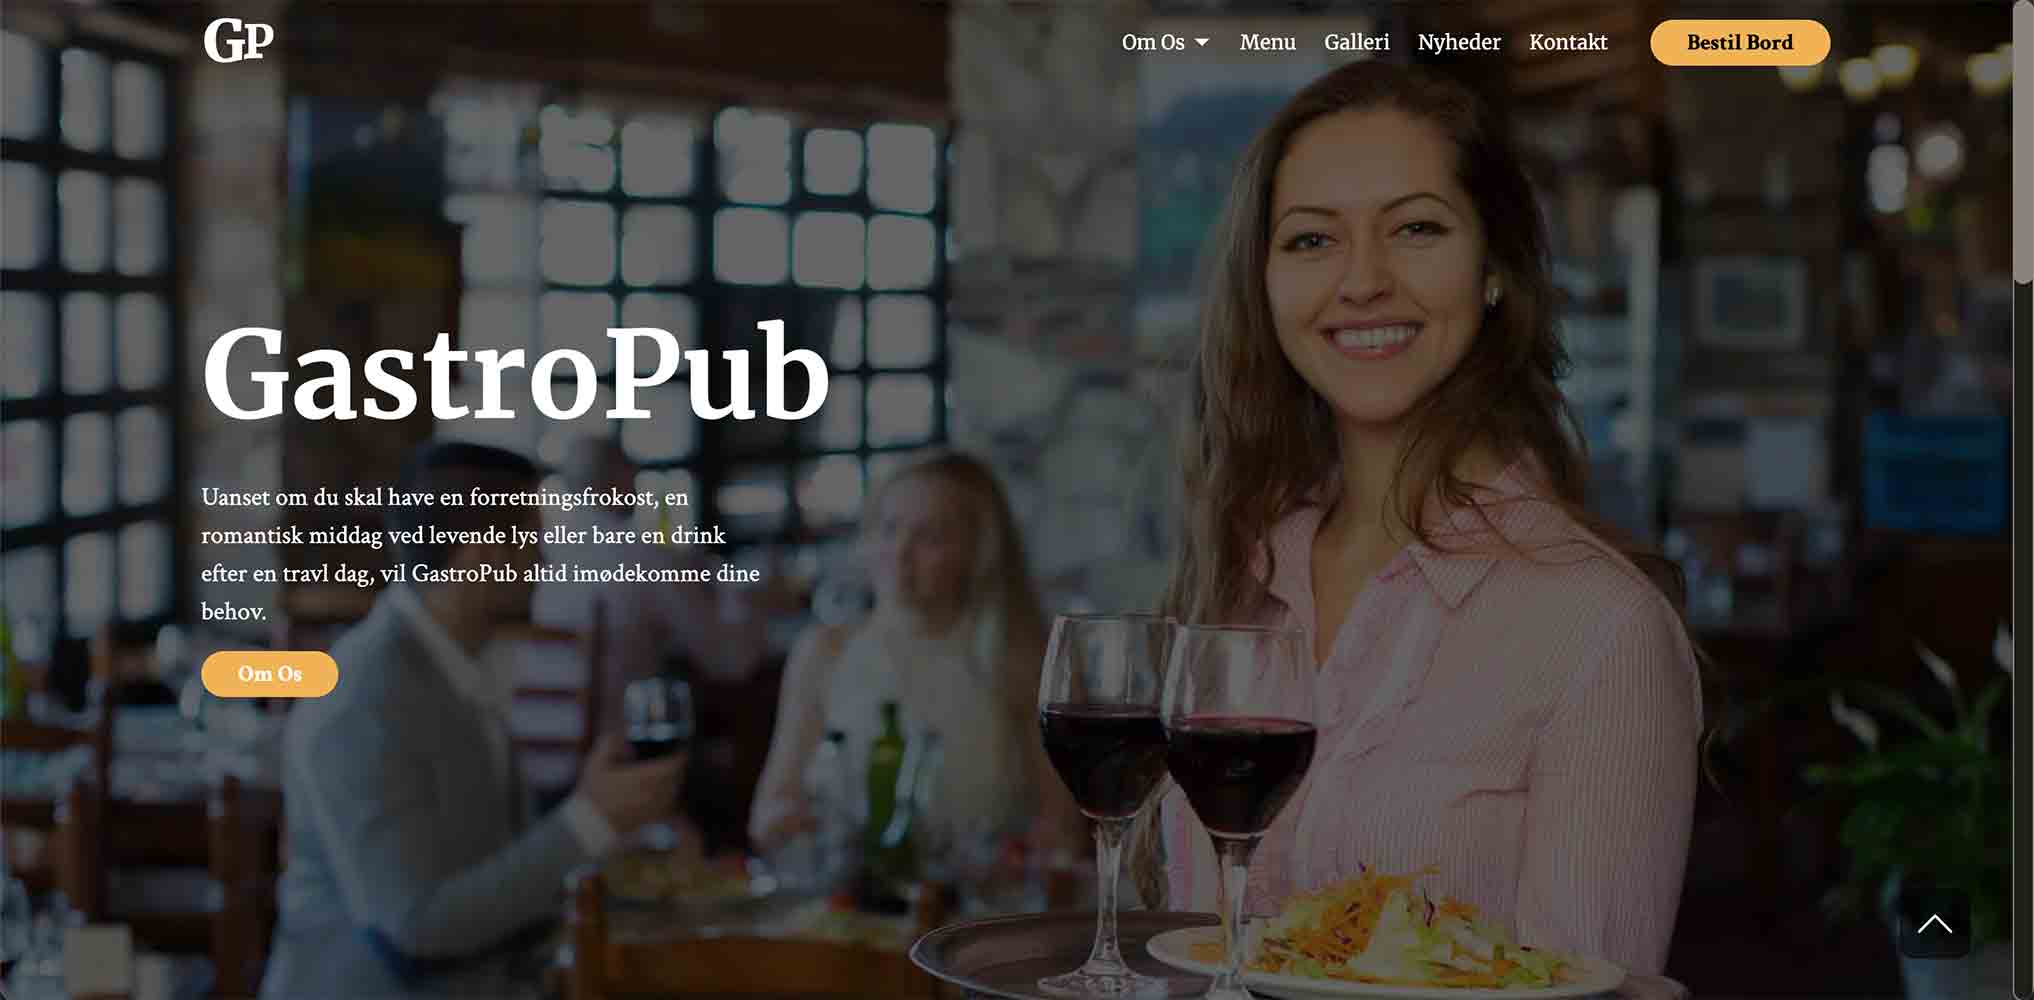 GP
Om Os
Menu
Galleri
Nyheder
Kontakt
Bestil Bord
GastroPub
Uanset om du skal have en forretningsfrokost, en
romantisk middag ved levende lys eller bare en drink
efter en travl dag, vil GastroPub altid imødekomme dine
behov.
Om Os